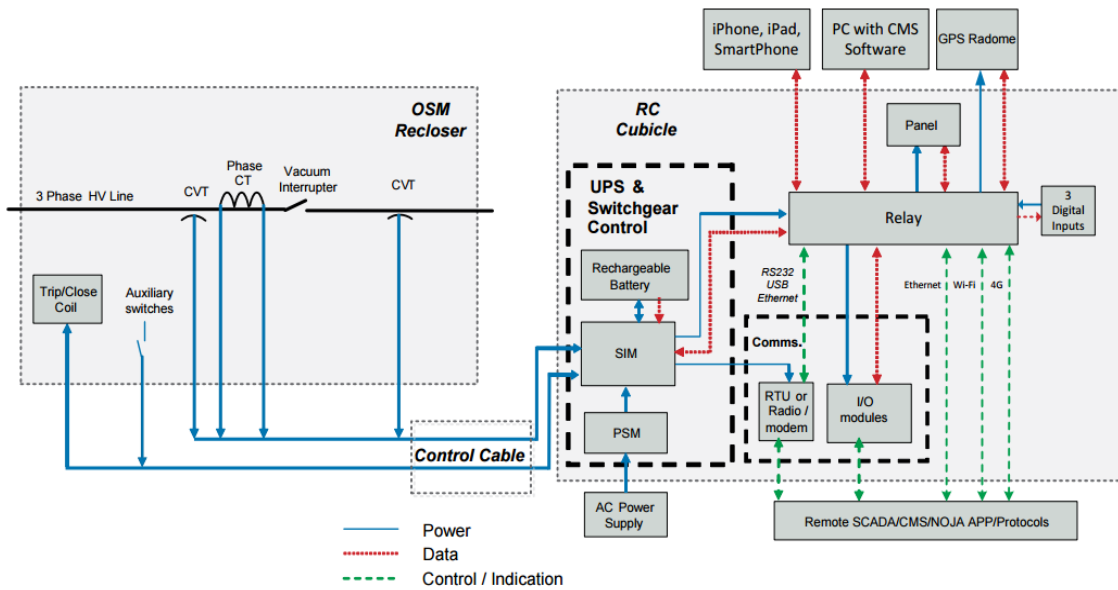 iPhone, iPad,
SmartPhone
PC with CMS
Software
GPS Radome
OSM
Recloser
RC
Cubicle
Panel
Phase
CT
Vacuum
Interrupter
CVT
CVT
3 Phase HV Line
UPS &
Switchgear
Control
Relay
3
Digital
Inputs
Rechargeable
Battery
RS232
USB
Ethernet
Ethernet
Wi-Fi
4G
Trip/Close
Coil
Auxiliary
switches
SIM
Comms.
RTU or
Radio /
modem
I/O
modules
PSM
Control Cable
AC Power
Supply
Remote SCADA/CMS/NOJA APP/Protocols
Power
Data
Control / Indication